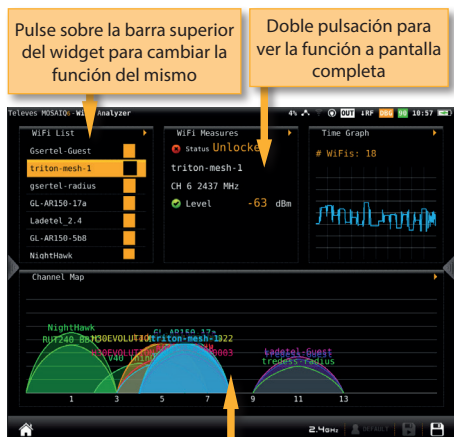 Pulse sobre la barra superior
del widget para cambiar la
función del mismo
Doble pulsación para
ver la función a pantalla
completa
Televes MOSAIQ6-WiFi Analyzer
4% OUT LRF 90 10:57
WiFi List
Gsertel-Guest
triton-mesh-1
gsertel-radius
GL-AR150-17a
Ladetel_2.4
GL-AR150-5b8
NightHawk
WiFi Measures
Status Unlocked
triton-mesh-1
CH 6 2437 MHz
Level -63 dBm
Time Graph
# WiFis: 18
Channel Map
NightHawk
RUT240
GL-AR150-17a
triton-mesh-1
Ladetel-Guest
tredess-radius
1 3 5 7 9 11 13
2.4GHz DEFAULT